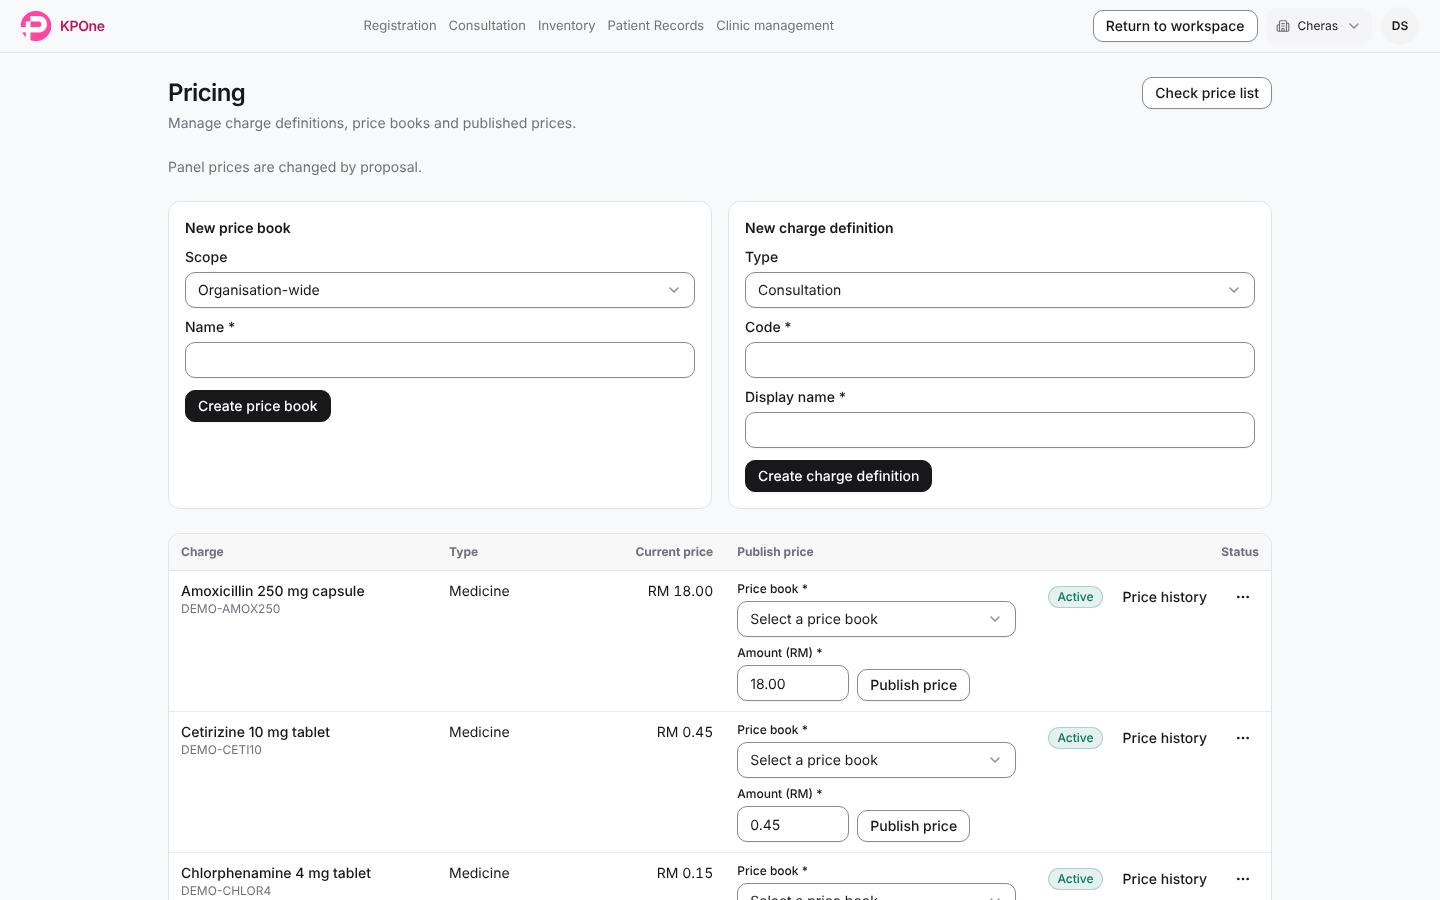 KPOne
Registration Consultation Inventory Patient Records Clinic management
Return to workspace
Cheras
DS
Pricing
Check price list
Manage charge definitions, price books and published prices.
Panel prices are changed by proposal.
New price book
Scope
Organisation-wide
Name *
Create price book
New charge definition
Type
Consultation
Code *
Display name *
Create charge definition
Charge Type Current price Publish price Status
Amoxicillin 250 mg capsule
DEMO-AMOX250
Medicine
RM 18.00
Price book *
Select a price book
Amount (RM) *
18.00
Publish price
Active
Price history
Cetirizine 10 mg tablet
DEMO-CETI10
Medicine
RM 0.45
Price book *
Select a price book
Amount (RM) *
0.45
Publish price
Active
Price history
Chlorphenamine 4 mg tablet
DEMO-CHLOR4
Medicine
RM 0.15
Price book *
Select a price book
Active
Price history